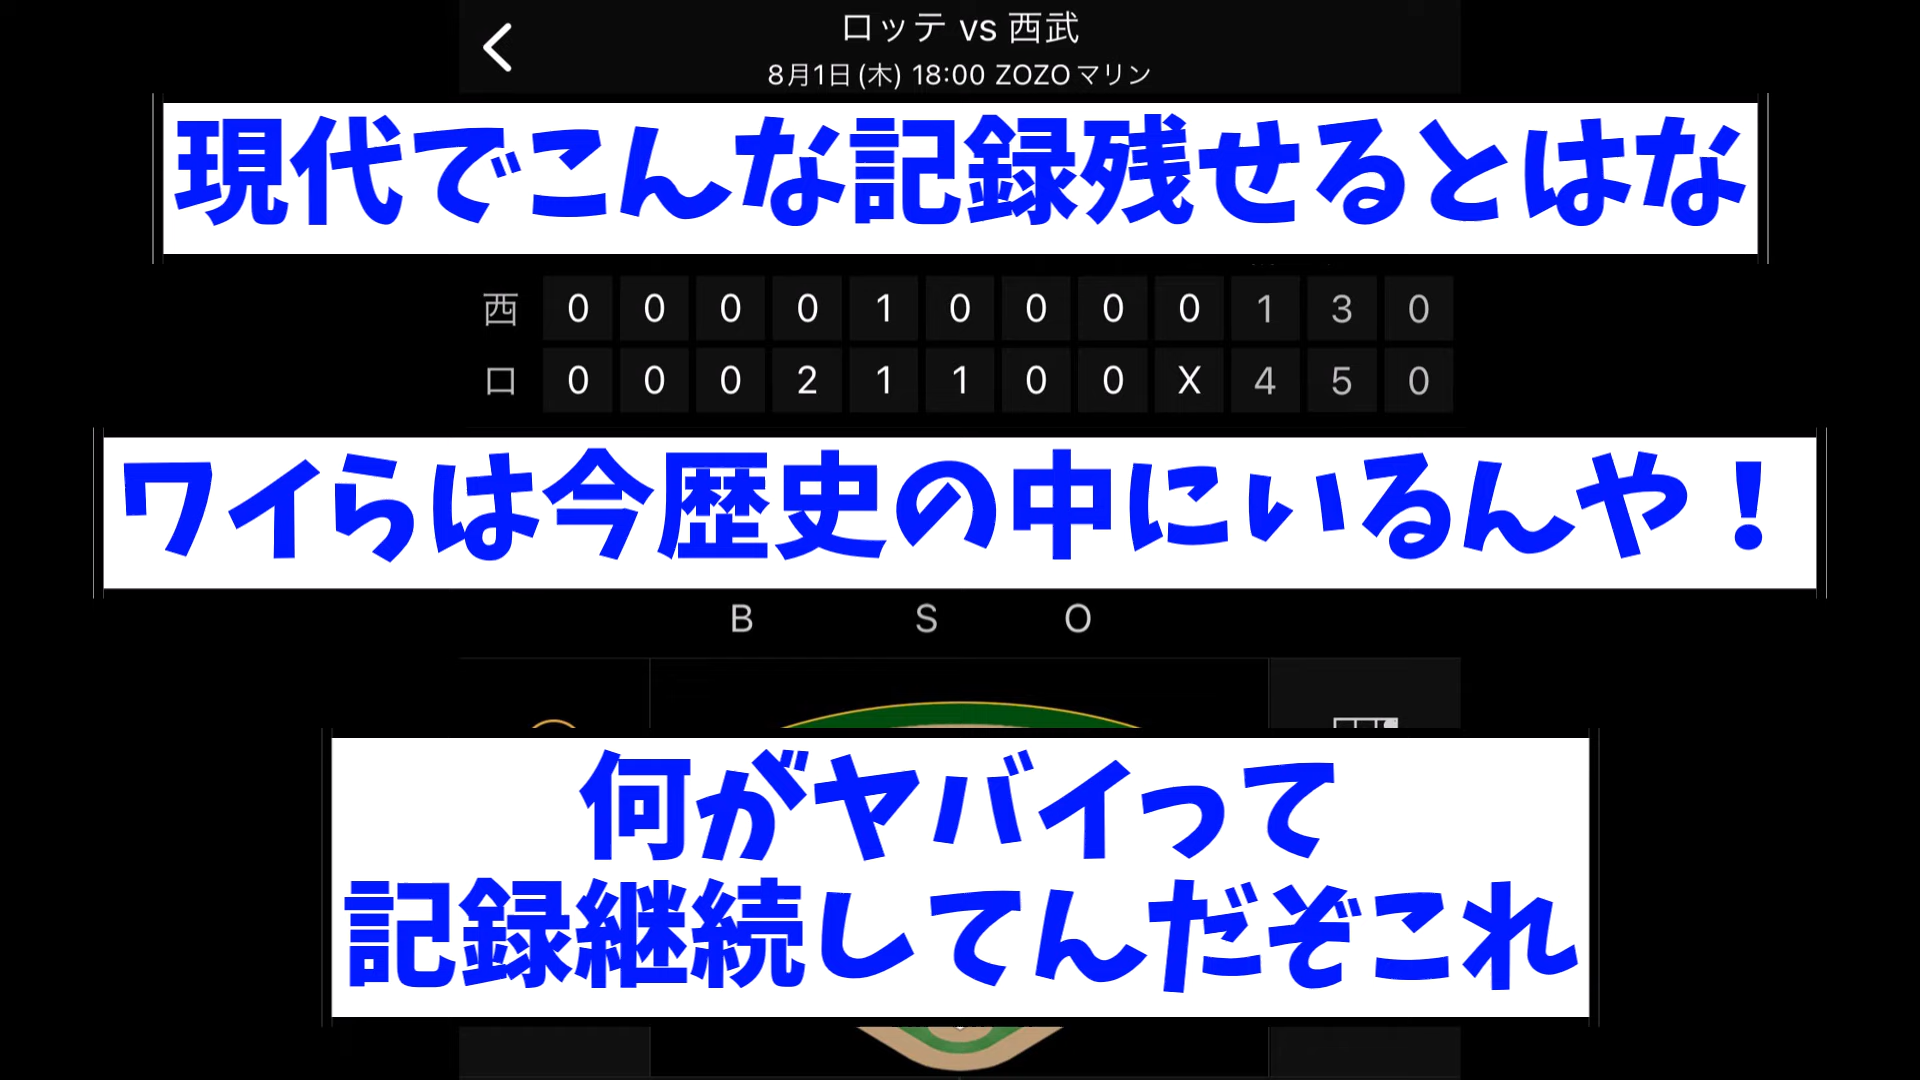 ロッテ vs 西武
8月1日(木) 18:00 ZOZOマリン
現代でこんな記録残せるとはな
西 0 0 0 0 1 0 0 0 0 1 3 0
ロ 0 0 0 2 1 1 0 0 X 4 5 0
ワイらは今歴史の中にいるんや！
B S O
何がヤバイって
記録継続してんだぞこれ